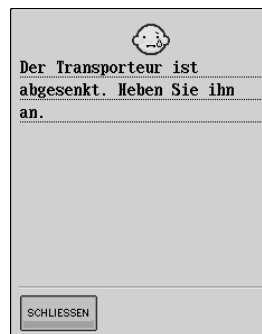 Der Transporteur ist
abgesenkt. Heben Sie ihn
an.
SCHLIESSEN